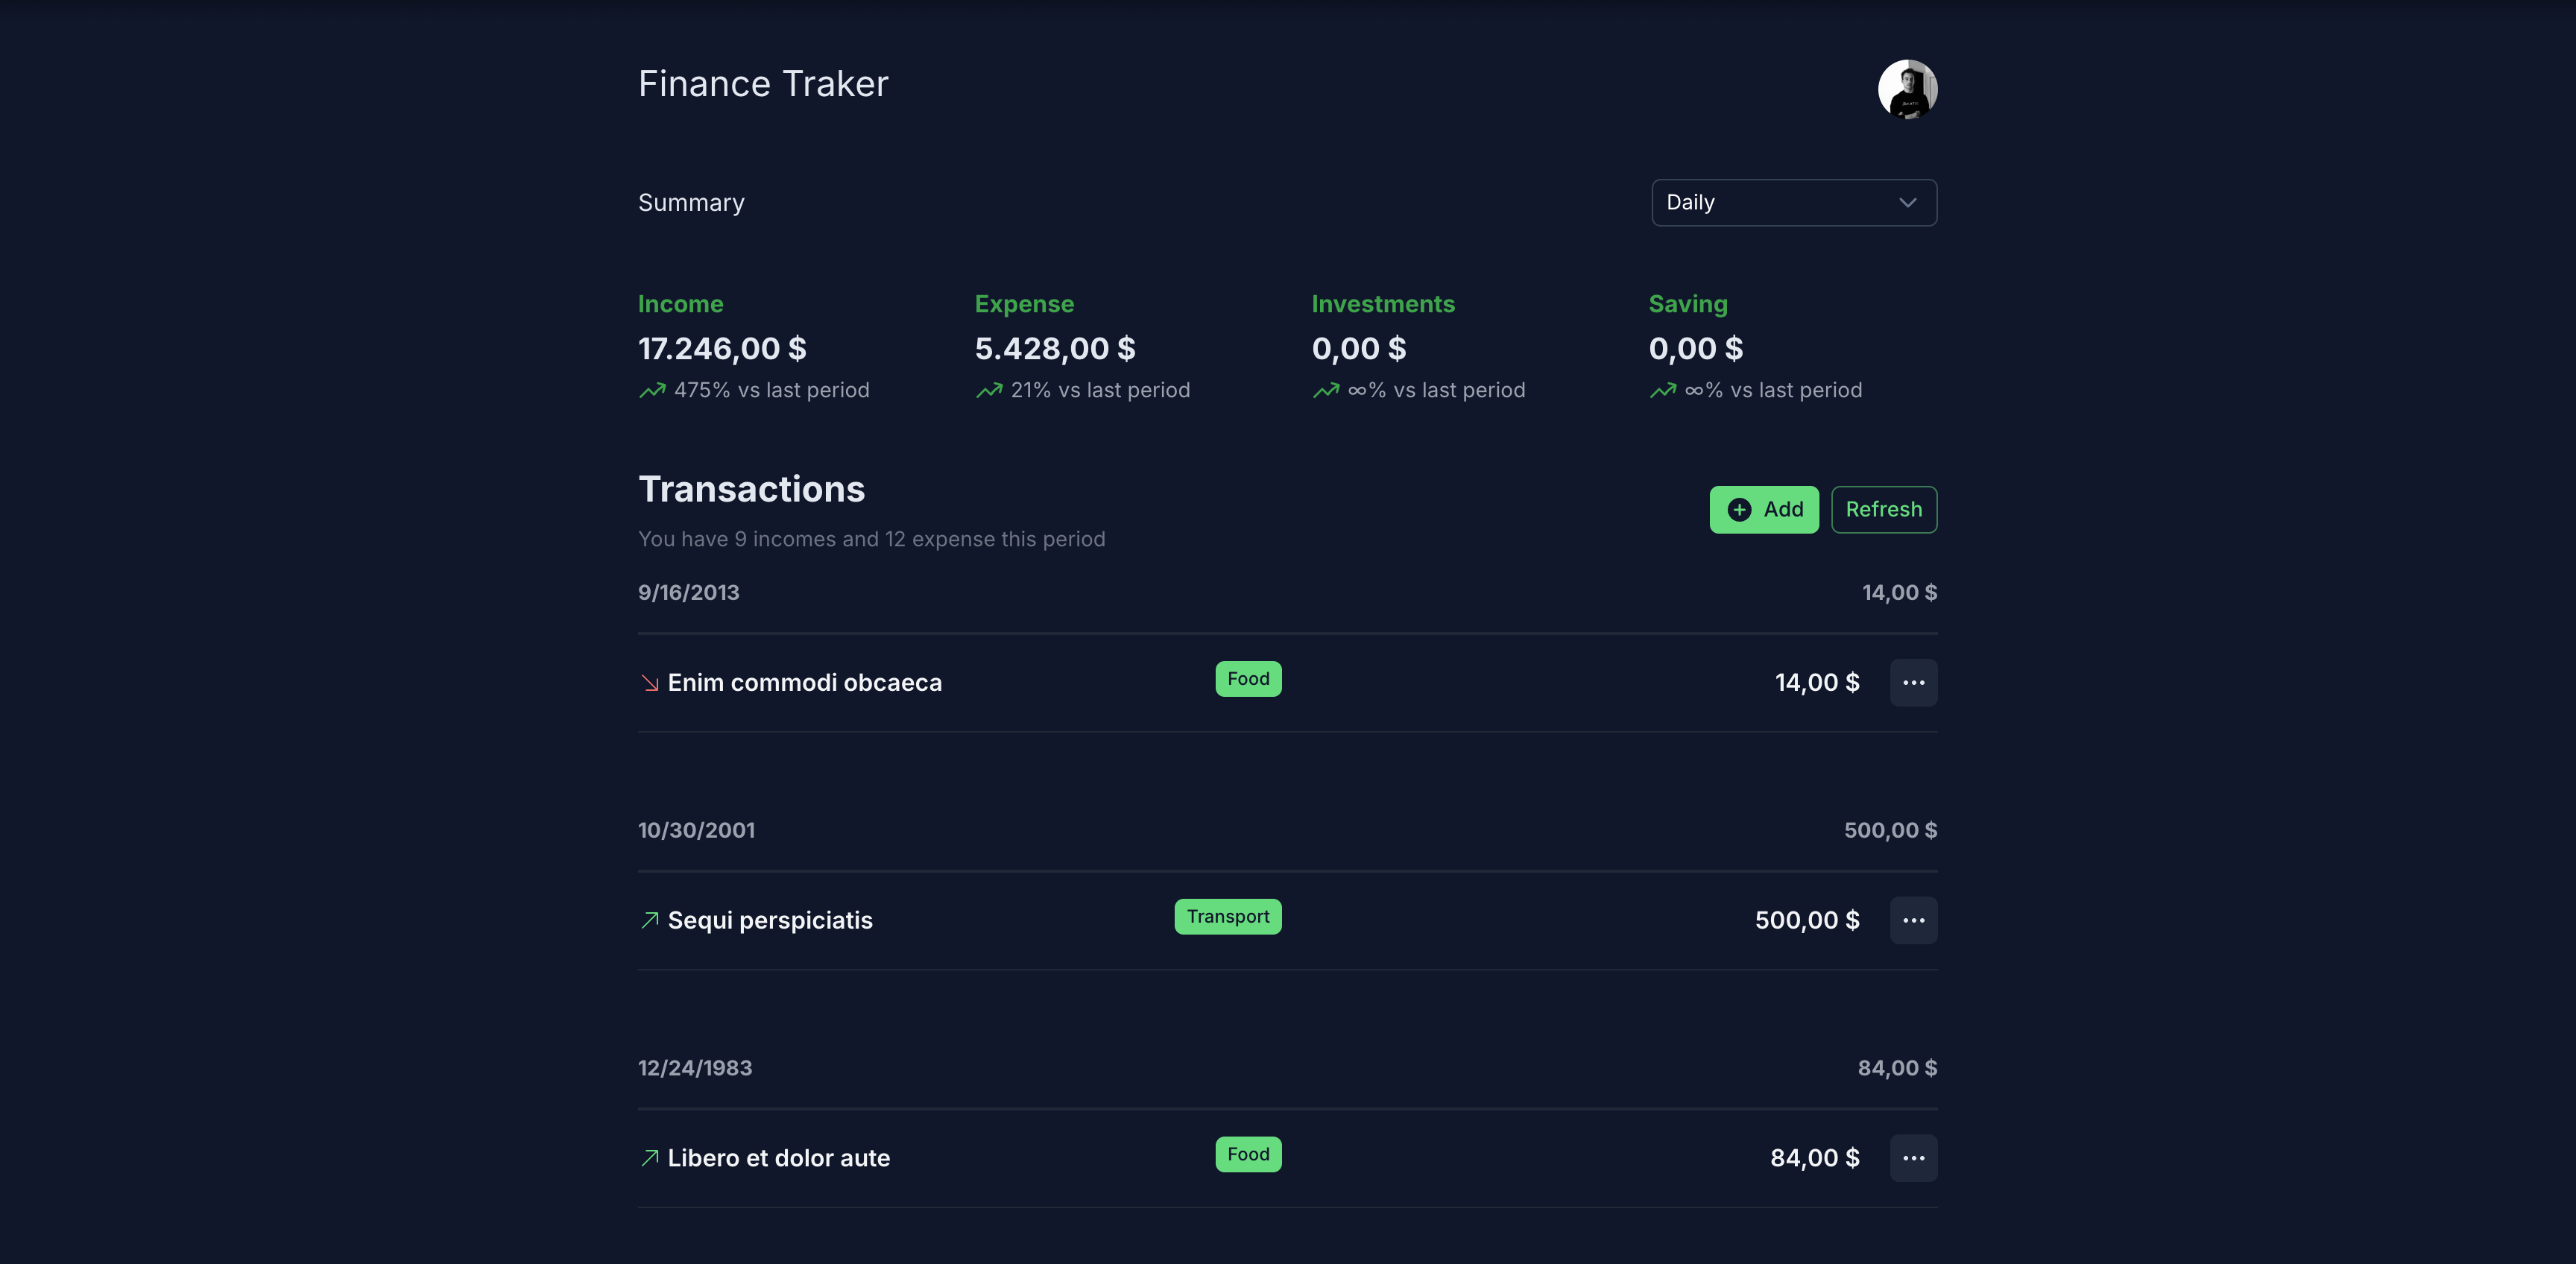 Finance Traker
Summary
Daily
Income
Expense
Investments
Saving
17.246,00 $
5.428,00 $
0,00 $
0,00 $
475% vs last period
21% vs last period
∞% vs last period
∞% vs last period
Transactions
Add
Refresh
You have 9 incomes and 12 expense this period
9/16/2013
14,00 $
Enim commodi obcaeca
Food
14,00 $
10/30/2001
500,00 $
Sequi perspiciatis
Transport
500,00 $
12/24/1983
84,00 $
Libero et dolor aute
Food
84,00 $